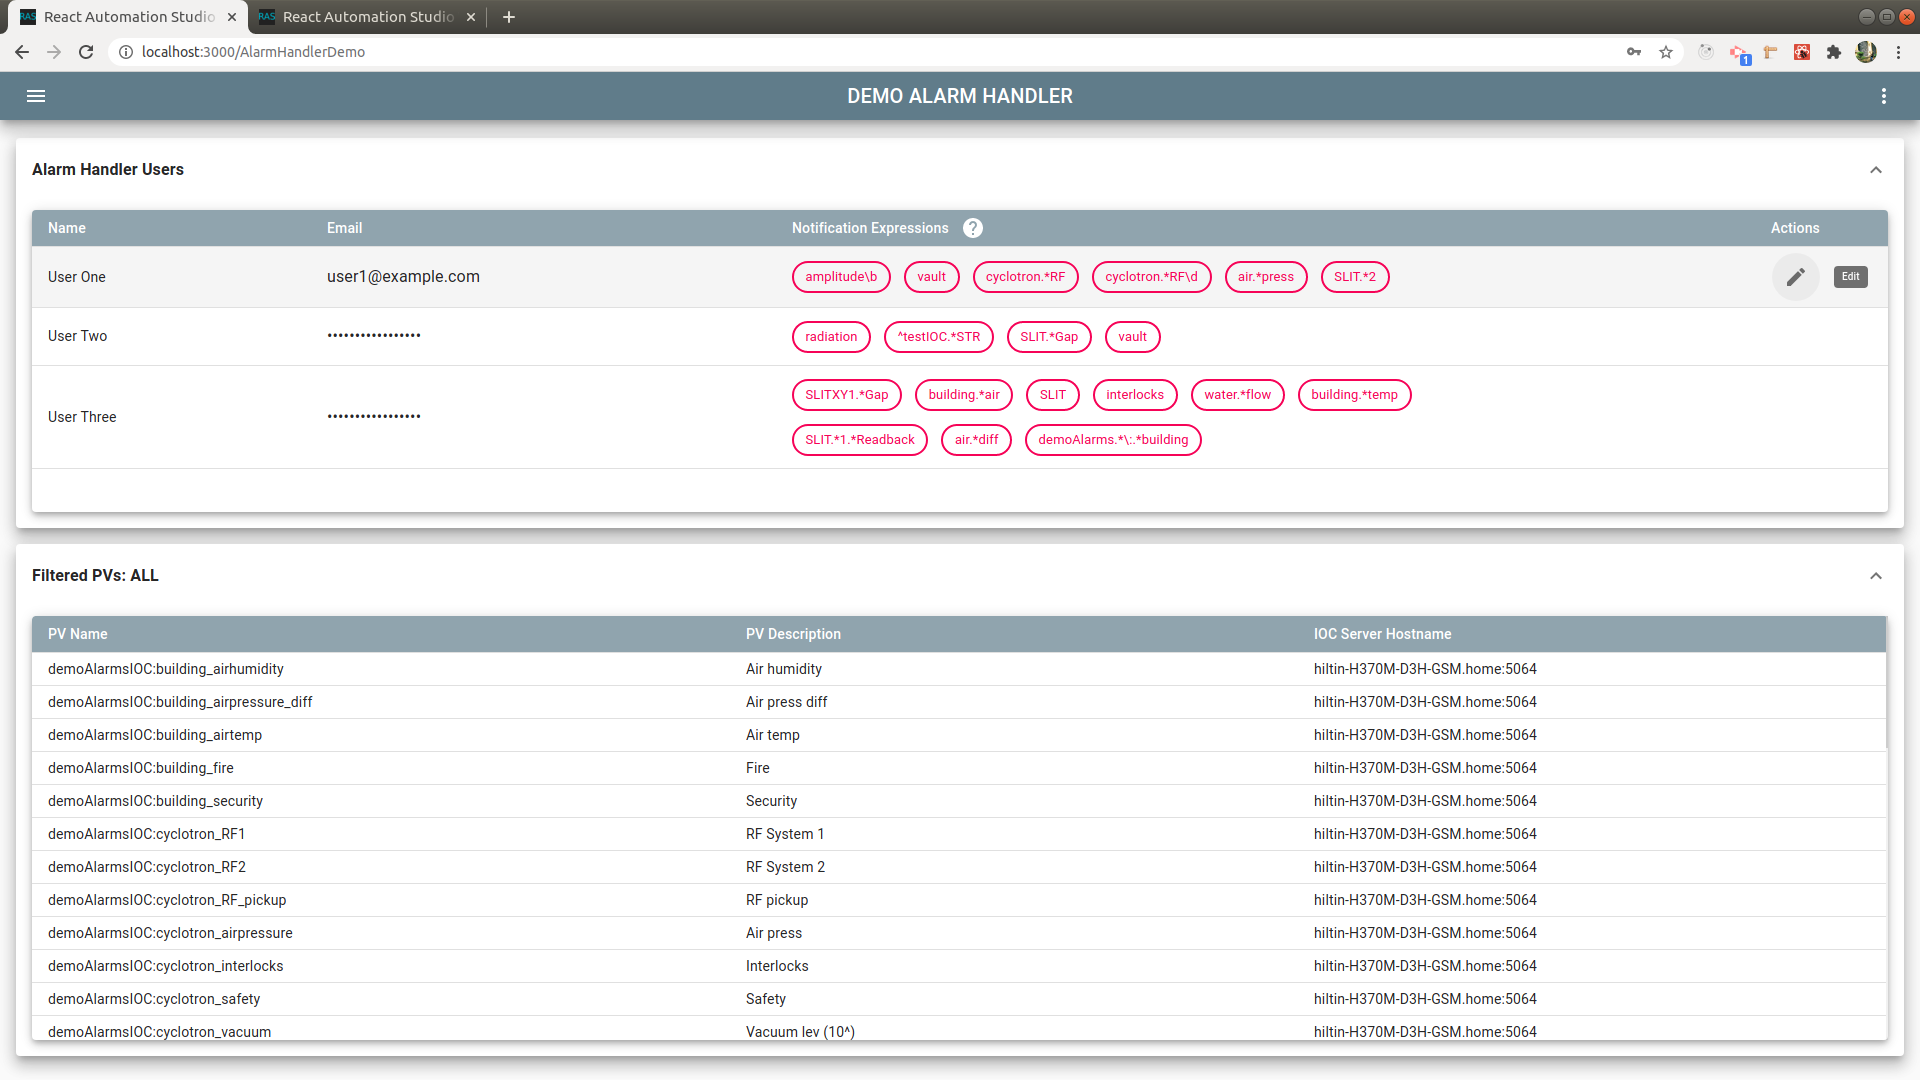 RAS React Automation Studio RAS React Automation Studio
localhost:3000/AlarmHandlerDemo
1
DEMO ALARM HANDLER
Alarm Handler Users
Name Email Notification Expressions ? Actions
User One user1@example.com amplitude\b vault cyclotron.*RF cyclotron.*RF\d air.*press SLIT.*2 Edit
User Two ••••••••••••••••• radiation ^testIOC.*STR SLIT.*Gap vault
User Three ••••••••••••••••• SLITXY1.*Gap building.*air SLIT interlocks water.*flow building.*temp
SLIT.*1.*Readback air.*diff demoAlarms.*\:.*building
Filtered PVs: ALL
PV Name PV Description IOC Server Hostname
demoAlarmsIOC:building_airhumidity Air humidity hiltin-H370M-D3H-GSM.home:5064
demoAlarmsIOC:building_airpressure_diff Air press diff hiltin-H370M-D3H-GSM.home:5064
demoAlarmsIOC:building_airtemp Air temp hiltin-H370M-D3H-GSM.home:5064
demoAlarmsIOC:building_fire Fire hiltin-H370M-D3H-GSM.home:5064
demoAlarmsIOC:building_security Security hiltin-H370M-D3H-GSM.home:5064
demoAlarmsIOC:cyclotron_RF1 RF System 1 hiltin-H370M-D3H-GSM.home:5064
demoAlarmsIOC:cyclotron_RF2 RF System 2 hiltin-H370M-D3H-GSM.home:5064
demoAlarmsIOC:cyclotron_RF_pickup RF pickup hiltin-H370M-D3H-GSM.home:5064
demoAlarmsIOC:cyclotron_airpressure Air press hiltin-H370M-D3H-GSM.home:5064
demoAlarmsIOC:cyclotron_interlocks Interlocks hiltin-H370M-D3H-GSM.home:5064
demoAlarmsIOC:cyclotron_safety Safety hiltin-H370M-D3H-GSM.home:5064
demoAlarmsIOC:cyclotron_vacuum Vacuum lev (10^) hiltin-H370M-D3H-GSM.home:5064